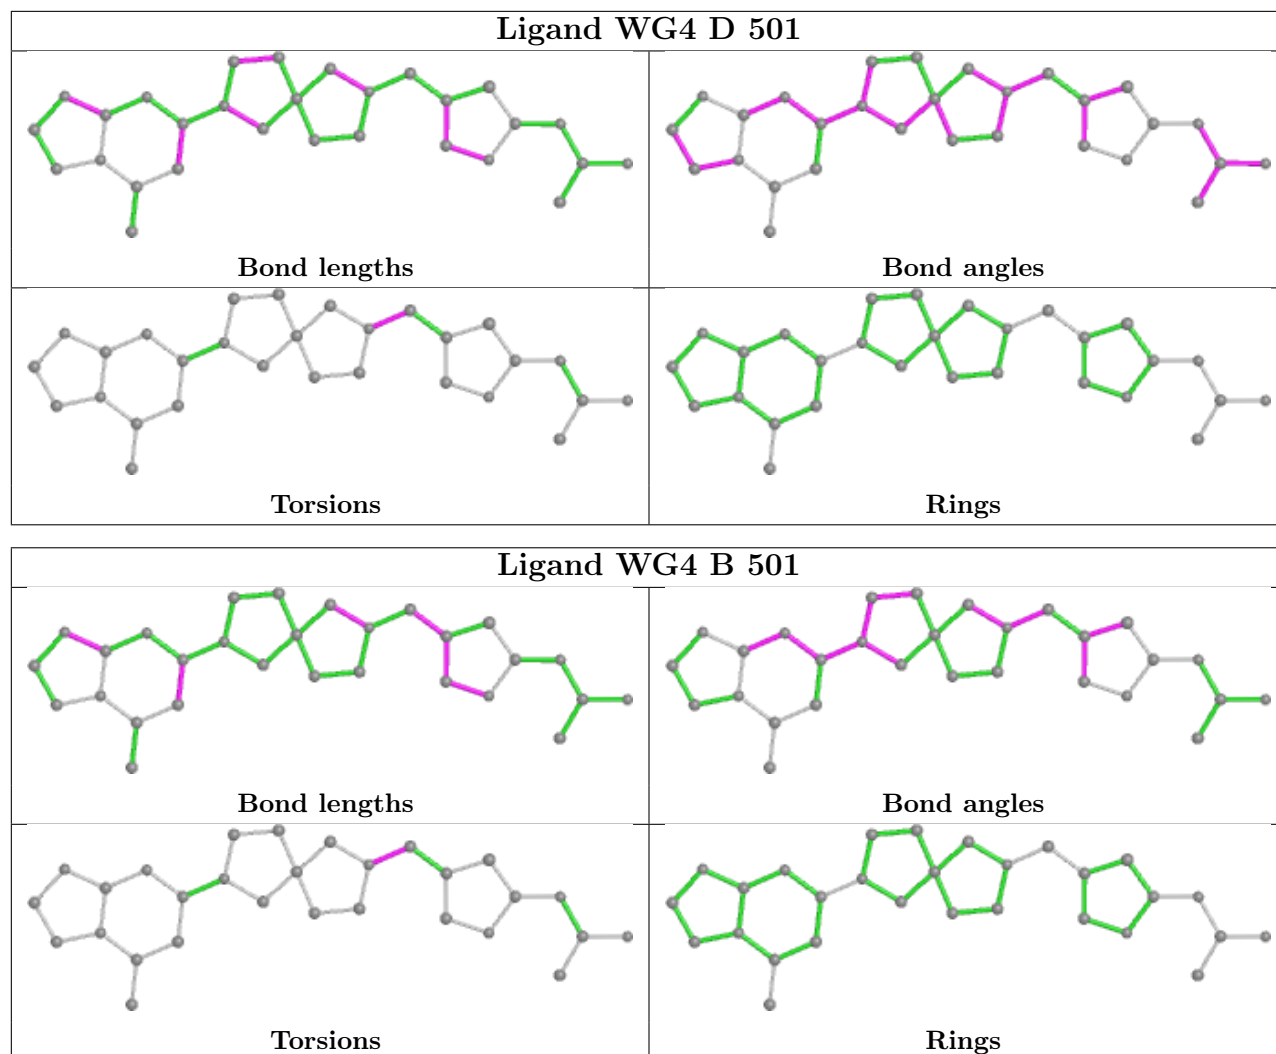 Ligand WG4 D 501
Bond lengths
Bond angles
Torsions
Rings
Ligand WG4 B 501
Bond lengths
Bond angles
Torsions
Rings